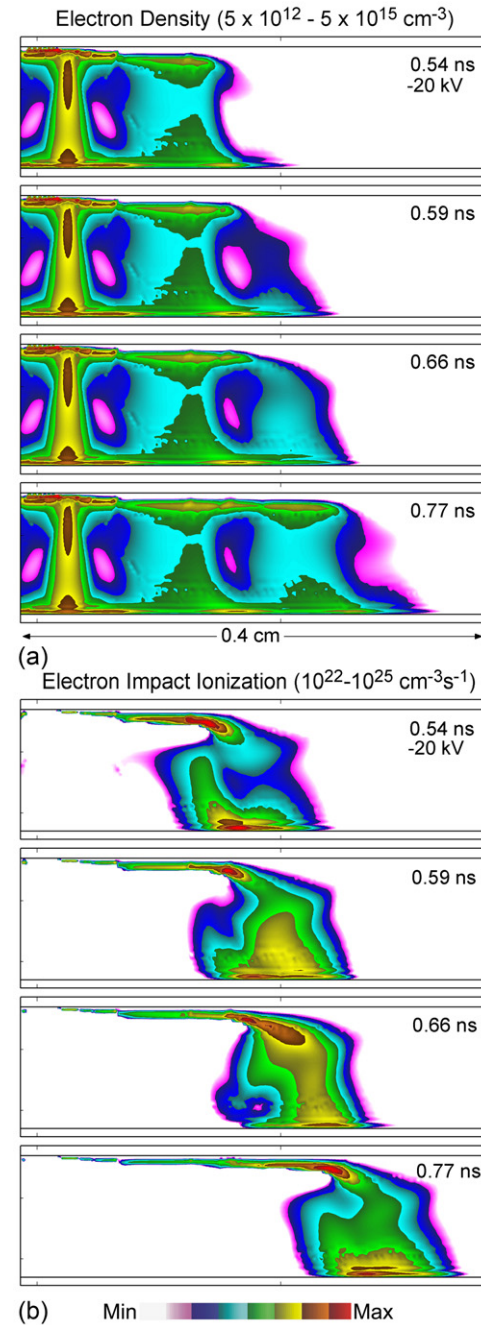 Electron Density (5 x 10¹² - 5 x 10¹⁵ cm⁻³)
0.54 ns
-20 kV
0.59 ns
0.66 ns
0.77 ns
0.4 cm
(a)
Electron Impact Ionization (10²²-10²⁵ cm⁻³s⁻¹)
0.54 ns
-20 kV
0.59 ns
0.66 ns
0.77 ns
(b) Min Max